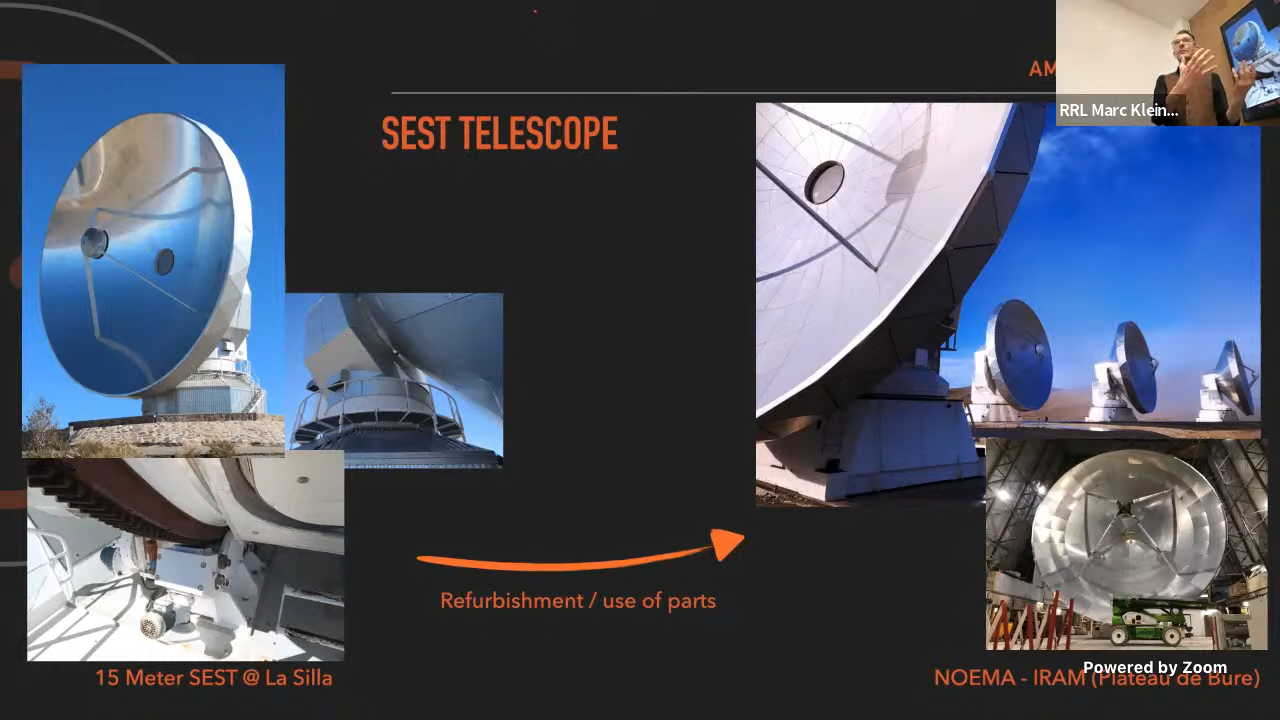 AM
RRL Marc Klein...
SEST TELESCOPE
Refurbishment / use of parts
15 Meter SEST @ La Silla
Powered by Zoom
NOEMA - IRAM (Plateau de Bure)